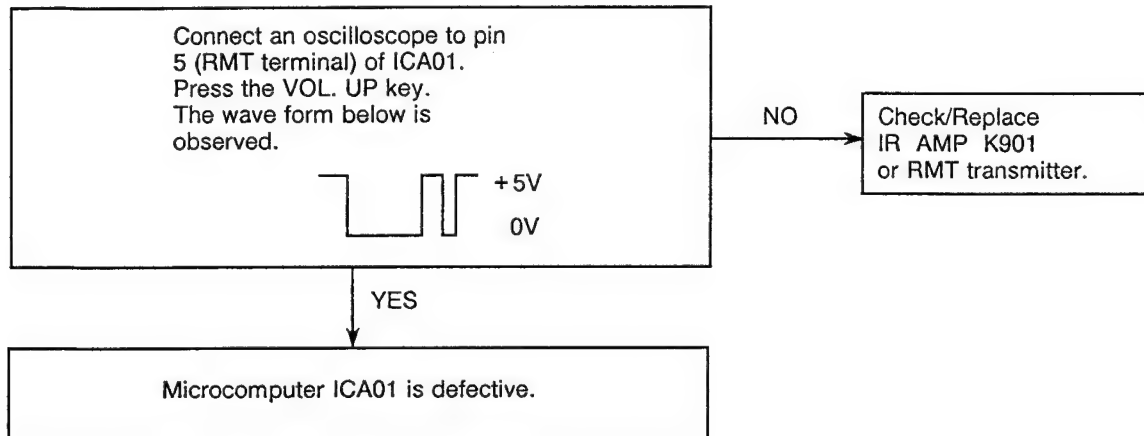 Connect an oscilloscope to pin
5 (RMT terminal) of ICA01.
Press the VOL. UP key.
The wave form below is
observed.
+5V
0V
NO
Check/Replace
IR AMP K901
or RMT transmitter.
YES
Microcomputer ICA01 is defective.